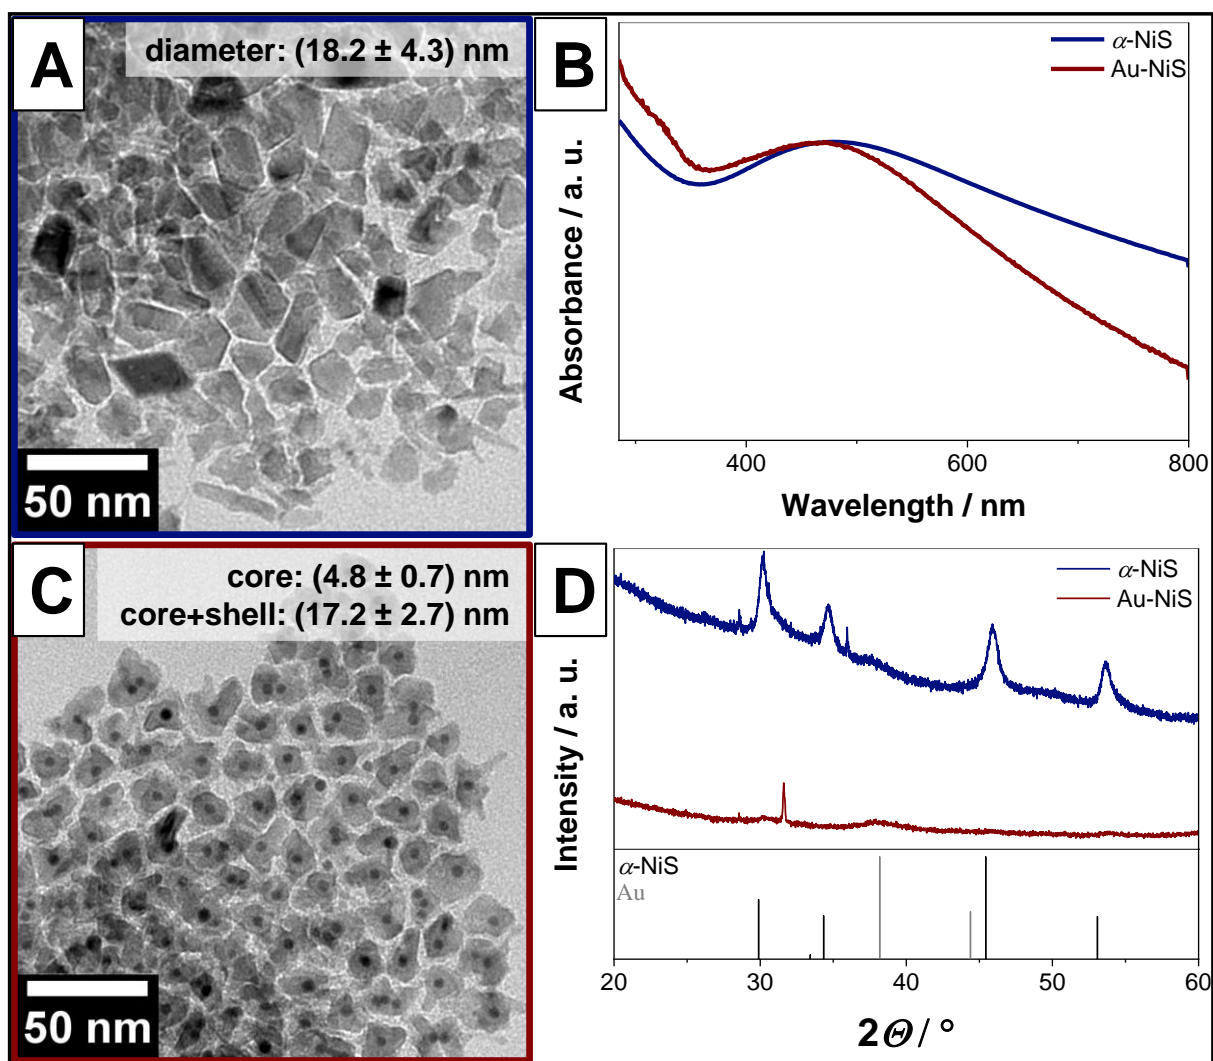 A
diameter: (18.2 ± 4.3) nm
50 nm
B
α-NiS
Au-NiS
Absorbance / a. u.
400
600
800
Wavelength / nm
C
core: (4.8 ± 0.7) nm
core+shell: (17.2 ± 2.7) nm
50 nm
D
α-NiS
Au-NiS
Intensity / a. u.
α-NiS
Au
20
30
40
50
60
2Θ / °